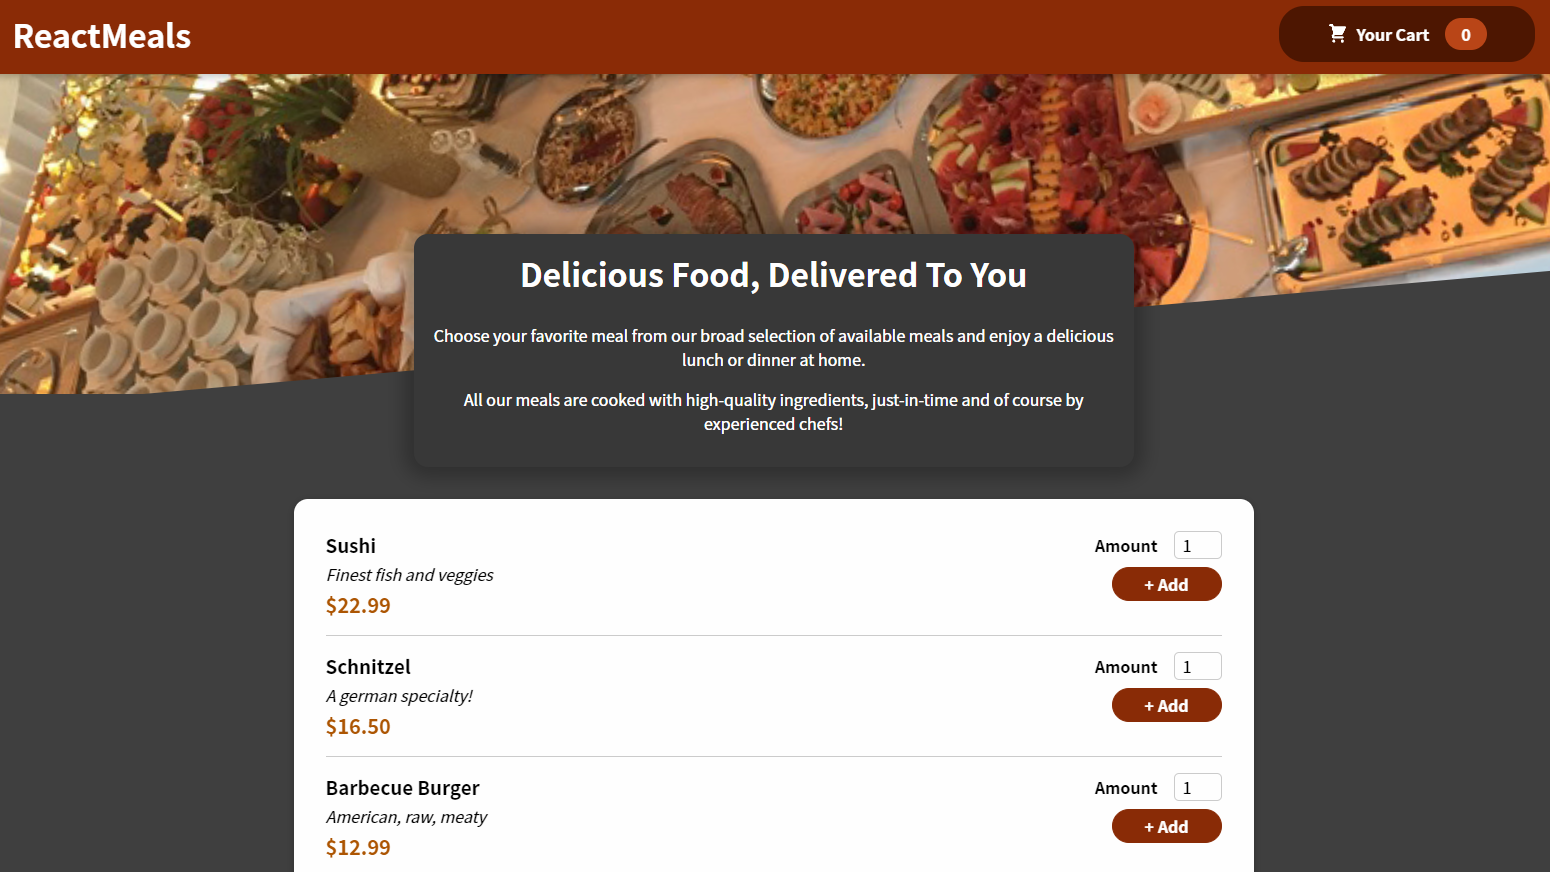 ReactMeals
Your Cart 0
Delicious Food, Delivered To You
Choose your favorite meal from our broad selection of available meals and enjoy a delicious
lunch or dinner at home.
All our meals are cooked with high-quality ingredients, just-in-time and of course by
experienced chefs!
Sushi
Finest fish and veggies
$22.99
Amount 1
+ Add
Schnitzel
A german specialty!
$16.50
Amount 1
+ Add
Barbecue Burger
American, raw, meaty
$12.99
Amount 1
+ Add